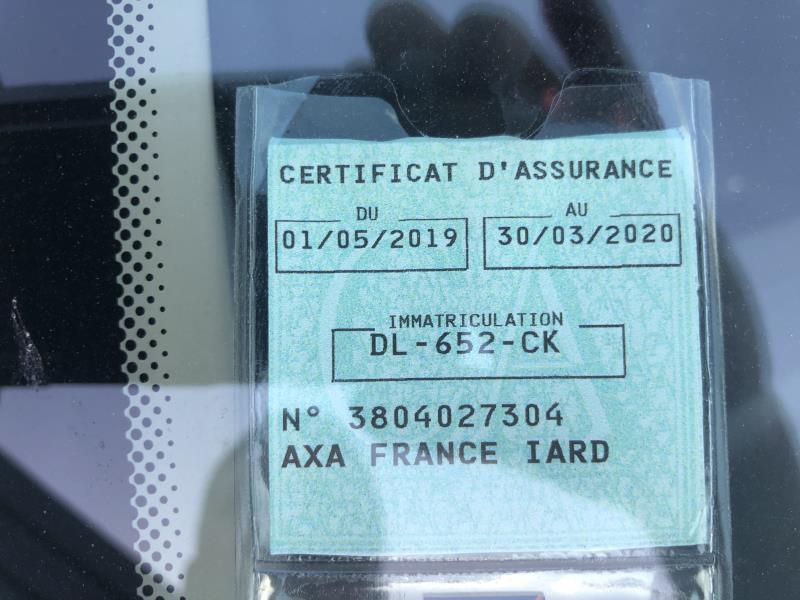 CERTIFICAT D'ASSURANCE
DU AU
01/05/2019 30/03/2020
IMMATRICULATION
DL-652-CK
N° 3804027304
AXA FRANCE IARD